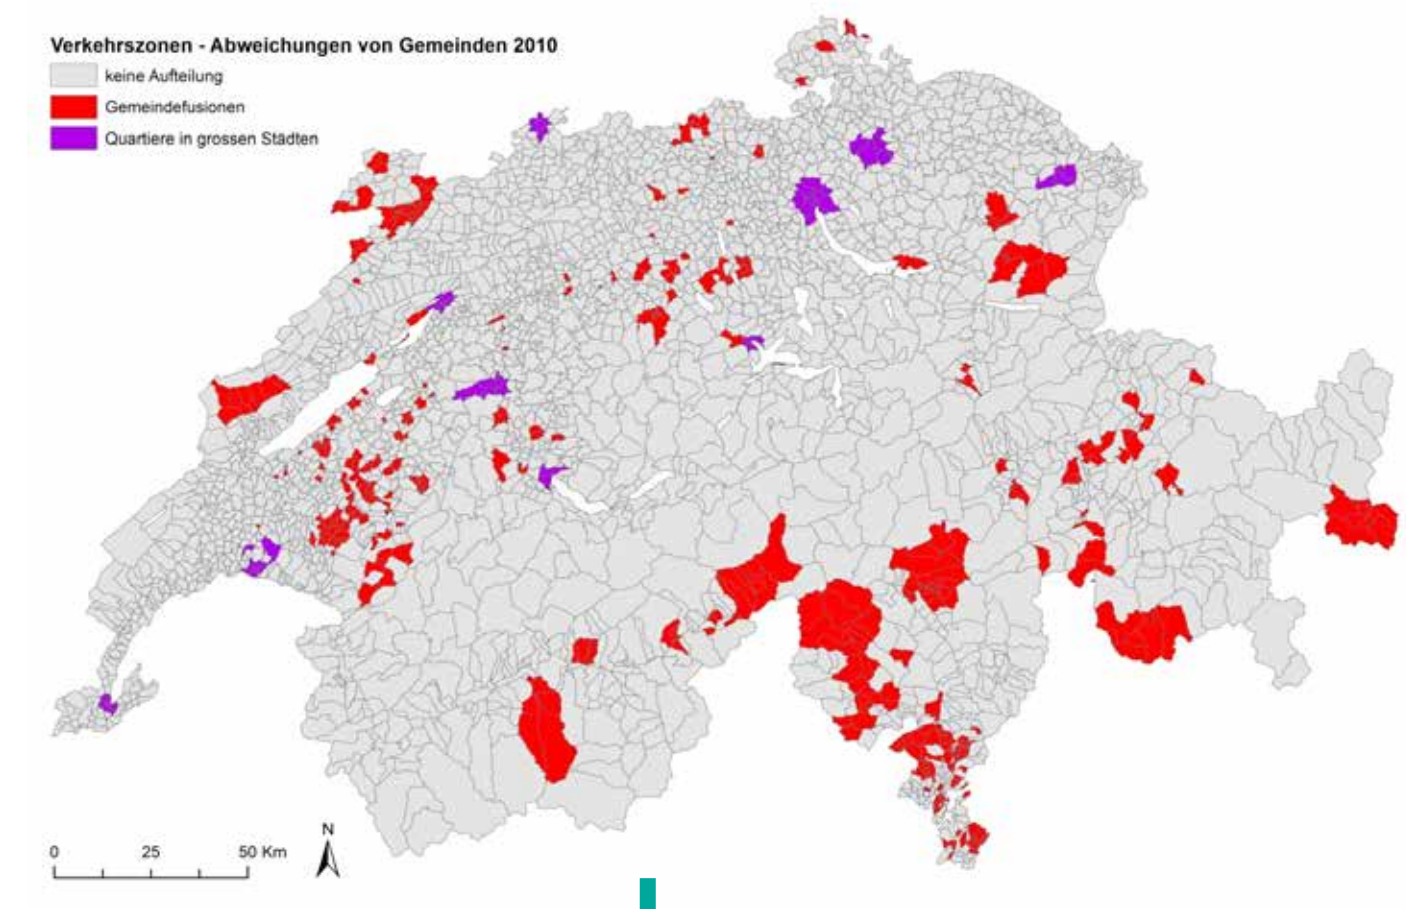 Verkehrszonen - Abweichungen von Gemeinden 2010
keine Aufteilung
Gemeindefusionen
Quartiere in grossen Städten
N
0 25 50 Km